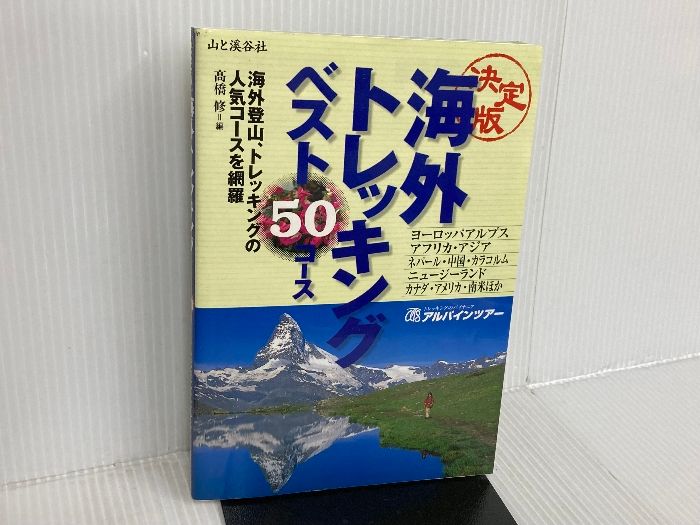 山と溪谷社
決定版
海外
トレッキング
ベスト50コース
海外登山、トレッキングの
人気コースを網羅
髙橋 修=編
ヨーロッパアルプス
アフリカ・アジア
ネパール・中国・カラコルム
ニュージーランド
カナダ・アメリカ・南米ほか
アルパインツアー